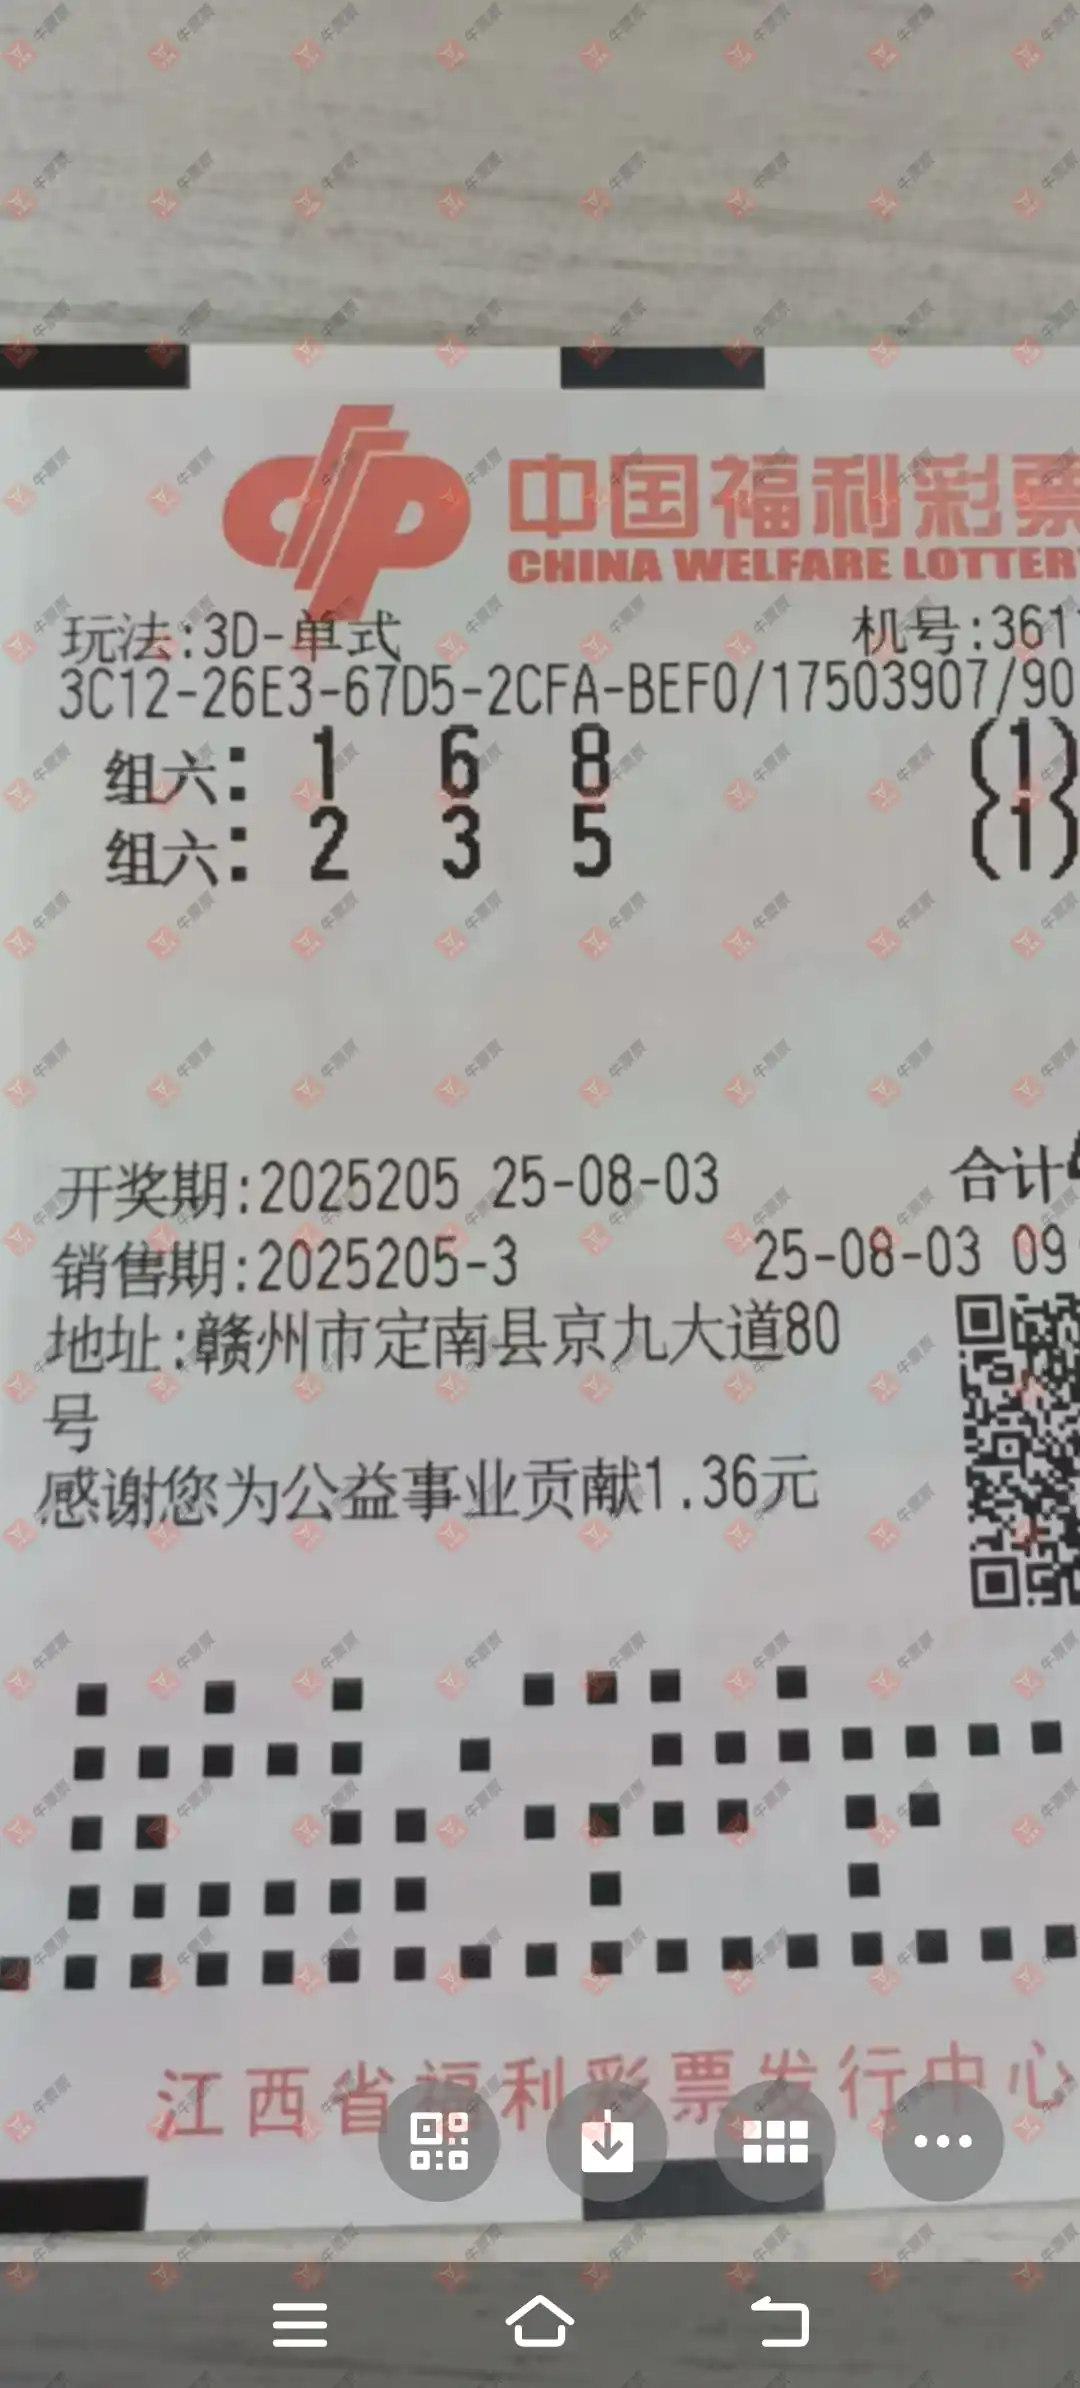 中国福利彩票
CHINA WELFARE LOTTER
玩法:3D-单式 机号:361
3C12-26E3-67D5-2CFA-BEF0/17503907/90
组六: 1 6 8 (1)
组六: 2 3 5 (1)
开奖期:2025205 25-08-03 合计
销售期:2025205-3 25-08-03 09
地址:赣州市定南县京九大道80
号
感谢您为公益事业贡献1.36元
江西省福利彩票发行中心
牛票票